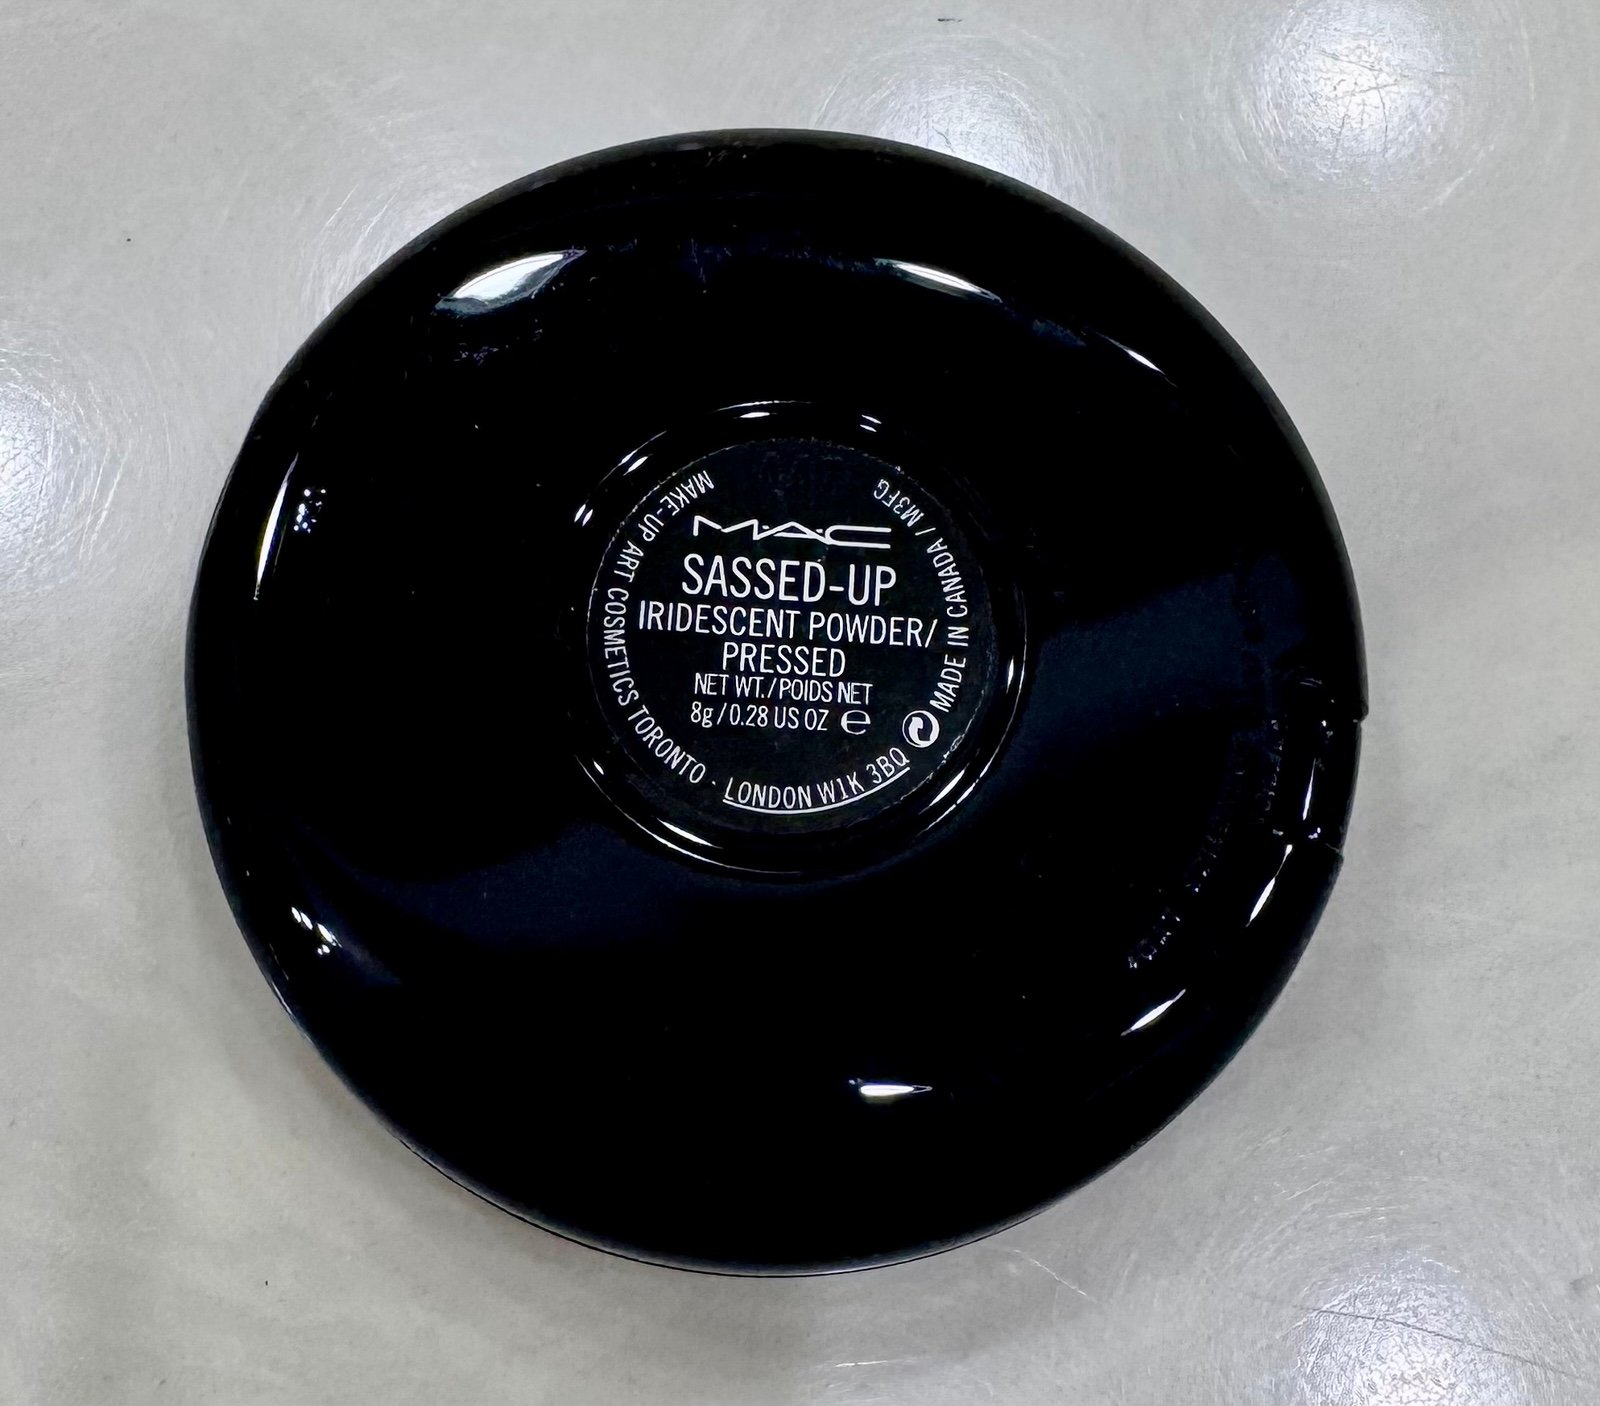 M·A·C
SASSED-UP
IRIDESCENT POWDER/
PRESSED
NET WT./POIDS NET
8g/0.28 US OZ ℮
MAKE-UP ART COSMETICS TORONTO · LONDON W1K 3BQ
MADE IN CANADA / M3FG